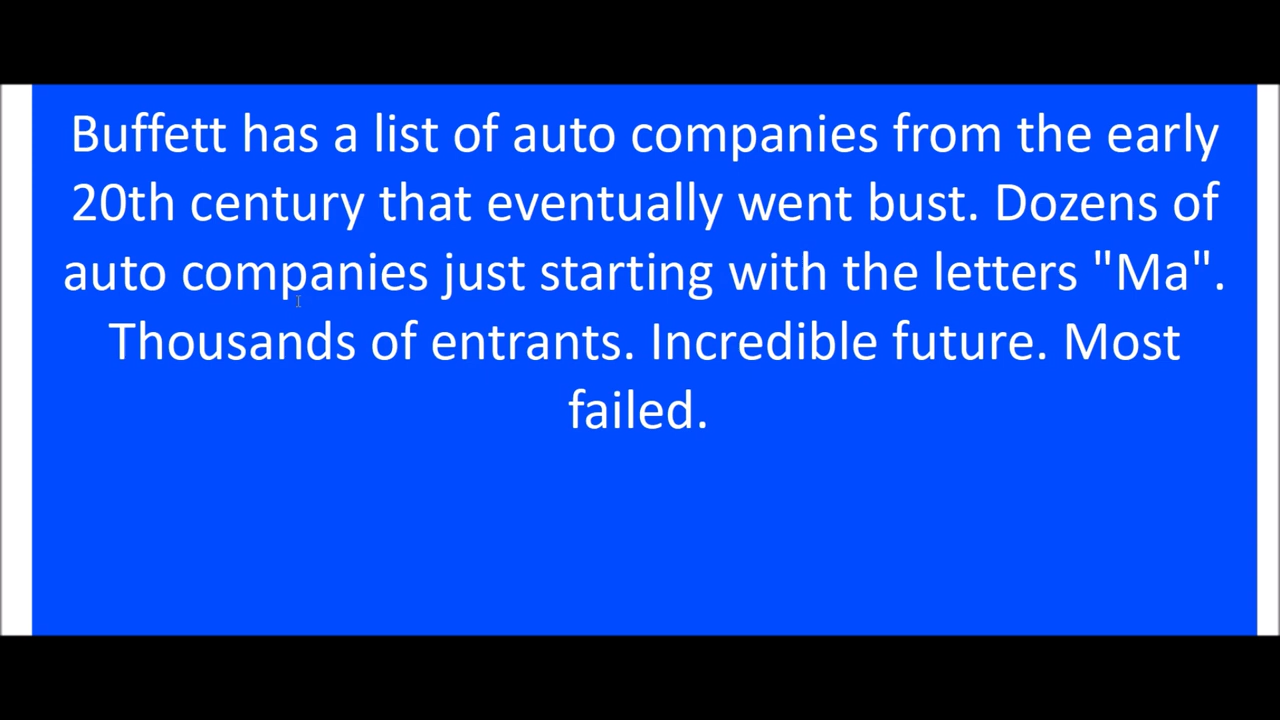 Buffett has a list of auto companies from the early
20th century that eventually went bust. Dozens of
auto companies just starting with the letters "Ma".
Thousands of entrants. Incredible future. Most
failed.